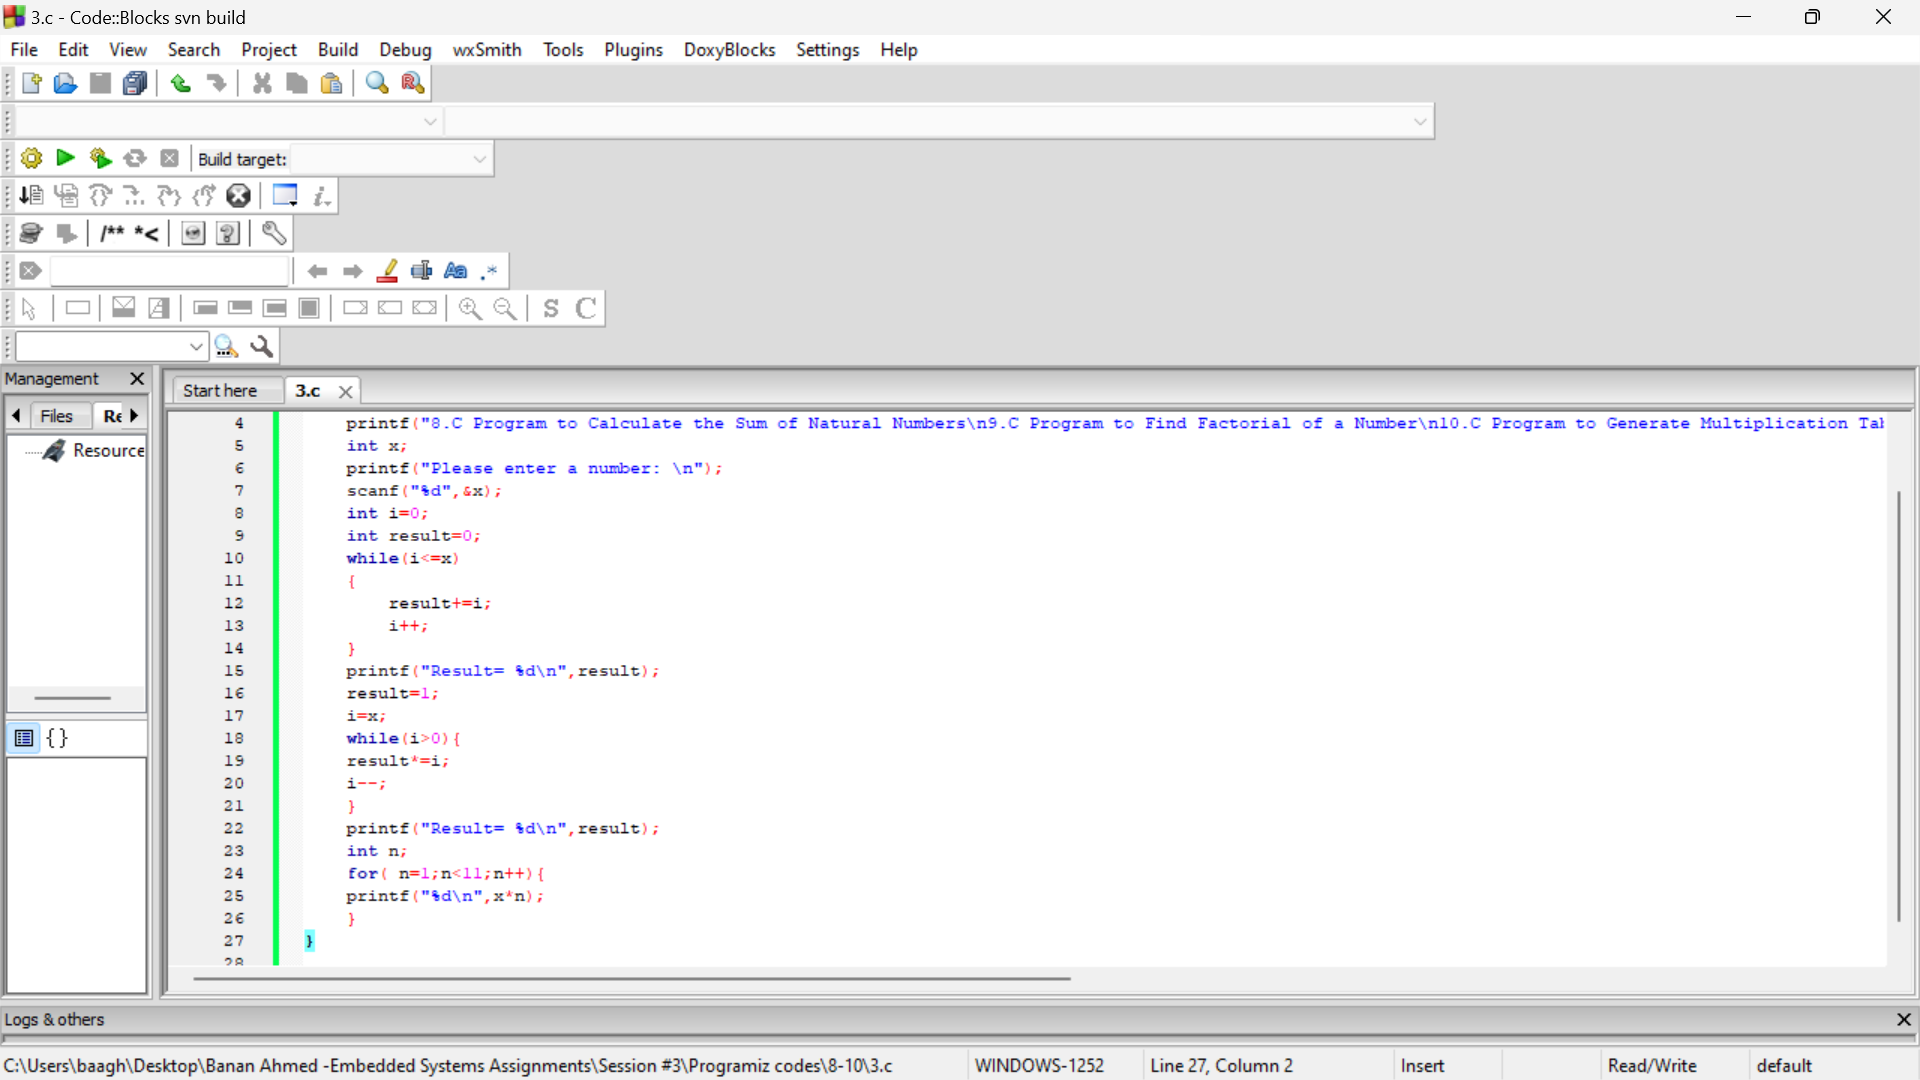 3.c - Code::Blocks svn build
File Edit View Search Project Build Debug wxSmith Tools Plugins DoxyBlocks Settings Help
Build target:
/** *<
Aa .*
S C
Management
Start here 3.c
Files Re
Resource
4 printf("8.C Program to Calculate the Sum of Natural Numbers\n9.C Program to Find Factorial of a Number\n10.C Program to Generate Multiplication Tab
5 int x;
6 printf("Please enter a number: \n");
7 scanf("%d",&x);
8 int i=0;
9 int result=0;
10 while(i<=x)
11 {
12 result+=i;
13 i++;
14 }
15 printf("Result= %d\n",result);
16 result=1;
17 i=x;
18 while(i>0){
19 result*=i;
20 i--;
21 }
22 printf("Result= %d\n",result);
23 int n;
24 for( n=1;n<11;n++){
25 printf("%d\n",x*n);
26 }
27 }
28
{}
Logs & others
C:\Users\baagh\Desktop\Banan Ahmed -Embedded Systems Assignments\Session #3\Programiz codes\8-10\3.c WINDOWS-1252 Line 27, Column 2 Insert Read/Write default